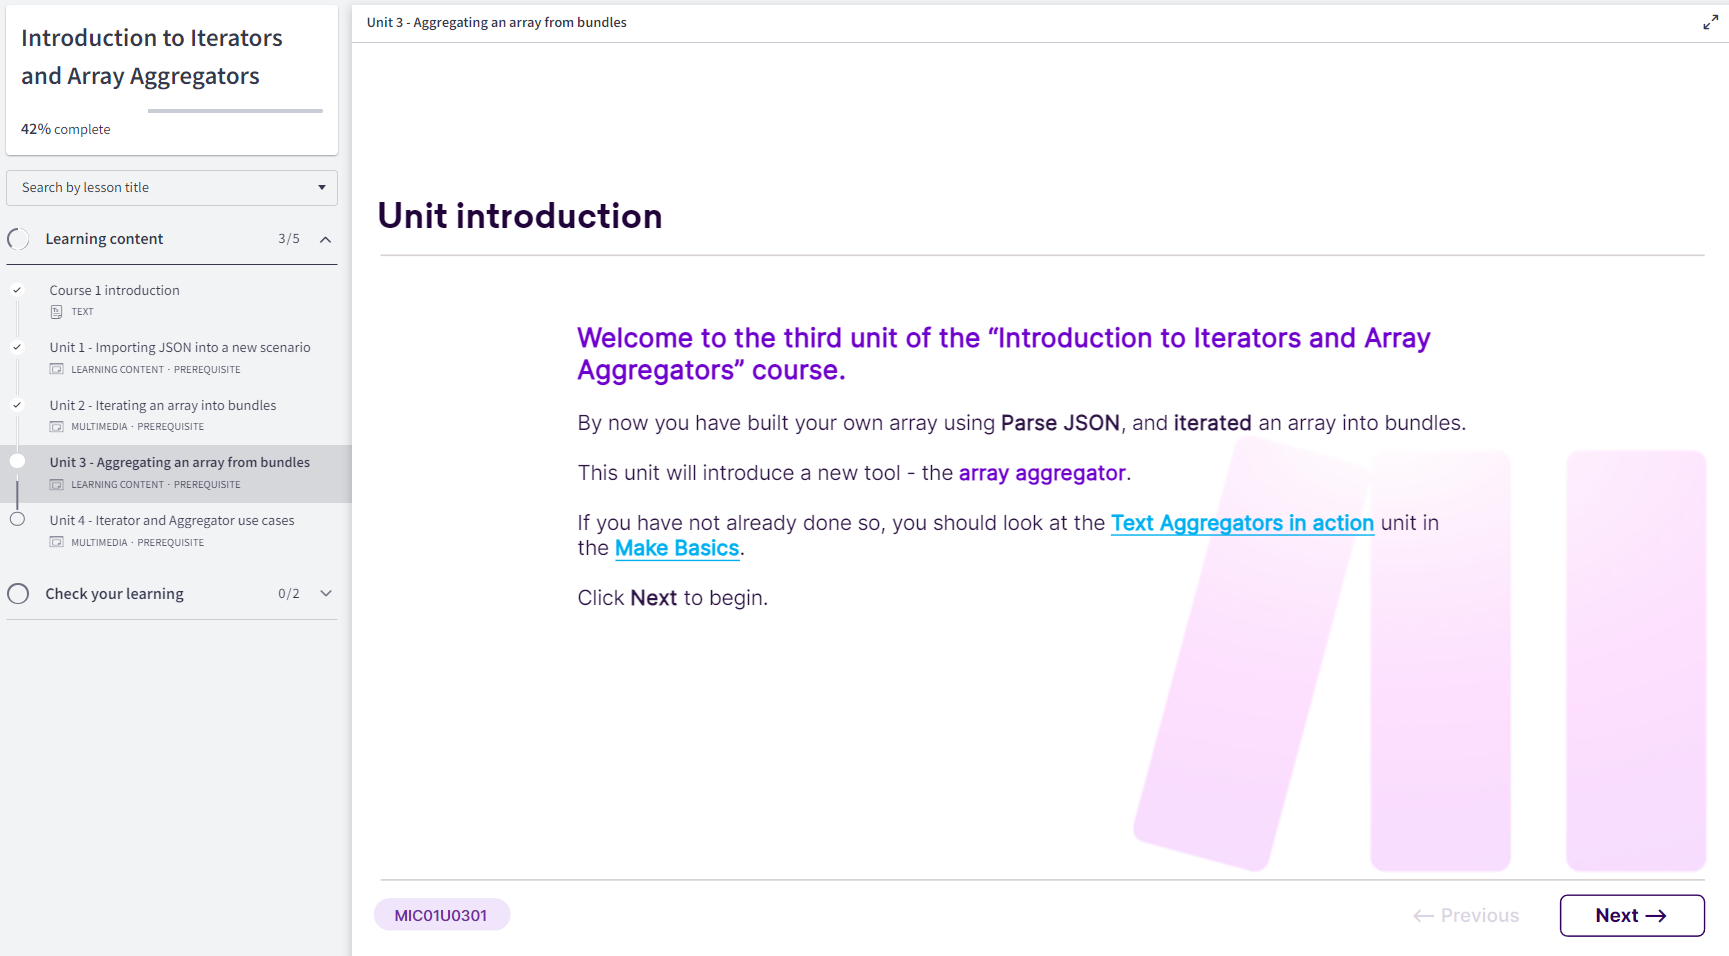 Introduction to Iterators
and Array Aggregators
42% complete
Search by lesson title
Learning content 3/5
Course 1 introduction
TEXT
Unit 1 - Importing JSON into a new scenario
LEARNING CONTENT · PREREQUISITE
Unit 2 - Iterating an array into bundles
MULTIMEDIA · PREREQUISITE
Unit 3 - Aggregating an array from bundles
LEARNING CONTENT · PREREQUISITE
Unit 4 - Iterator and Aggregator use cases
MULTIMEDIA · PREREQUISITE
Check your learning 0/2
Unit 3 - Aggregating an array from bundles
Unit introduction
Welcome to the third unit of the “Introduction to Iterators and Array
Aggregators” course.
By now you have built your own array using Parse JSON, and iterated an array into bundles.
This unit will introduce a new tool - the array aggregator.
If you have not already done so, you should look at the Text Aggregators in action unit in
the Make Basics.
Click Next to begin.
MIC01U0301
← Previous
Next →